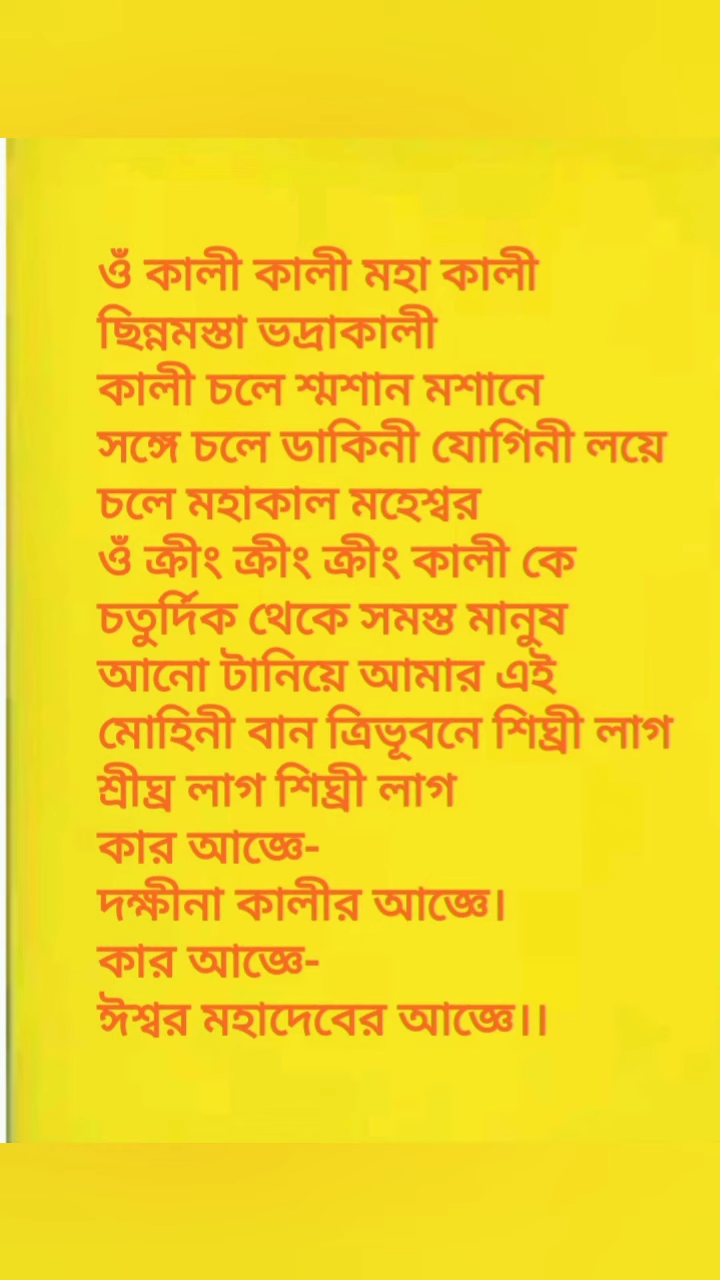 ওঁ কালী কালী মহা কালী
ছিন্নমস্তা ভদ্রাকালী
কালী চলে শ্মশান মশানে
সঙ্গে চলে ডাকিনী যোগিনী লয়ে
চলে মহাকাল মহেশ্বর
ওঁ ক্রীং ক্রীং ক্রীং কালী কে
চতুর্দিক থেকে সমস্ত মানুষ
আনো টানিয়ে আমার এই
মোহিনী বান ত্রিভূবনে শিঘ্রী লাগ
শ্রীঘ্র লাগ শিঘ্রী লাগ
কার আজ্ঞে-
দক্ষীনা কালীর আজ্ঞে।
কার আজ্ঞে-
ঈশ্বর মহাদেবের আজ্ঞে।।